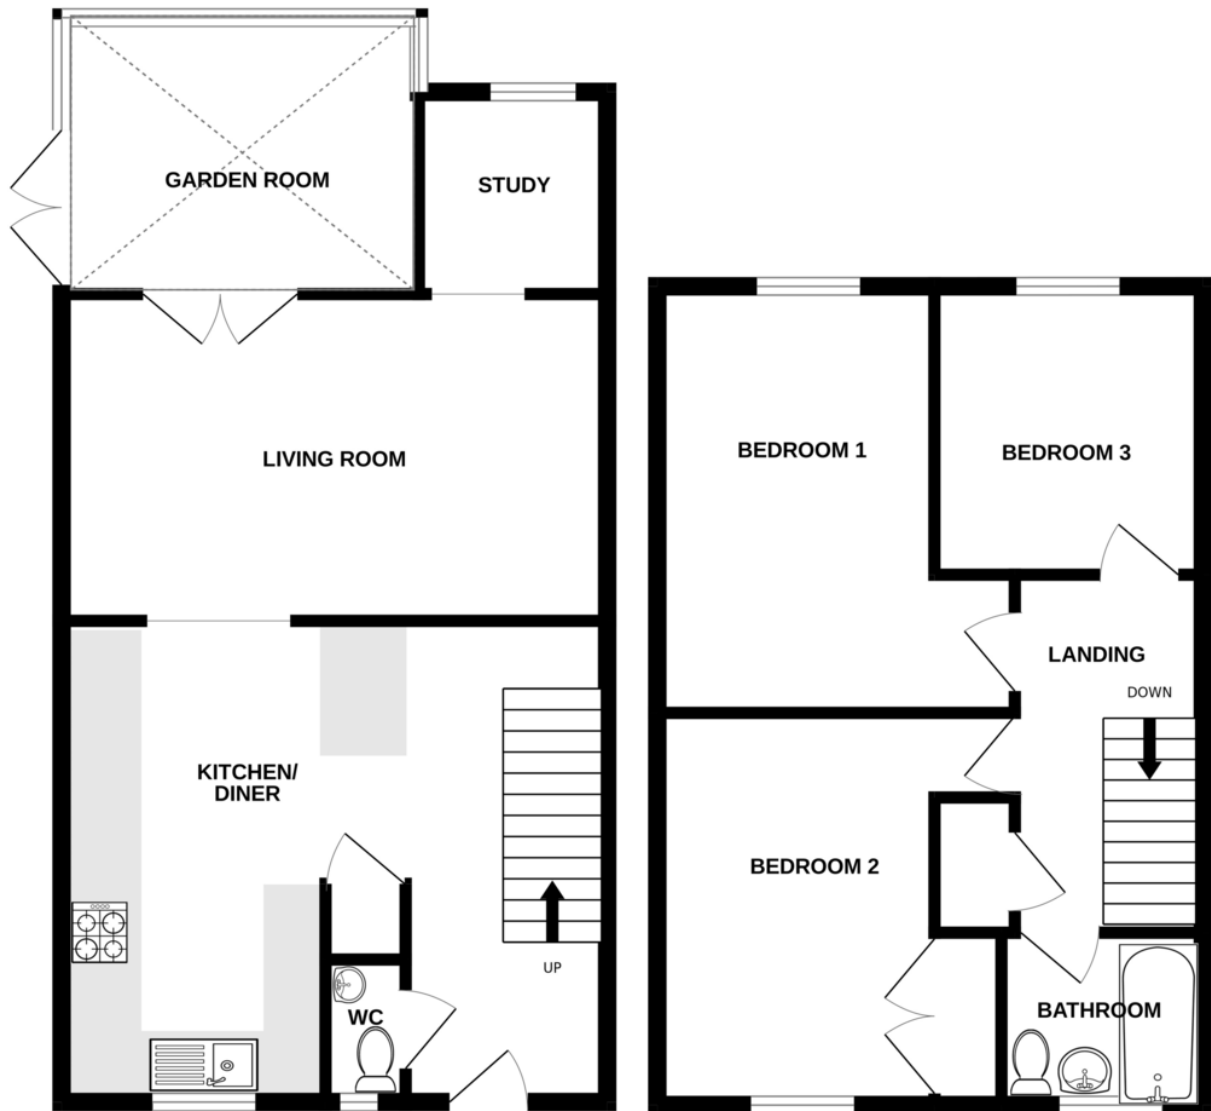 GARDEN ROOM
STUDY
LIVING ROOM
KITCHEN/
DINER
UP
WC
BEDROOM 1
BEDROOM 3
LANDING
DOWN
BEDROOM 2
BATHROOM